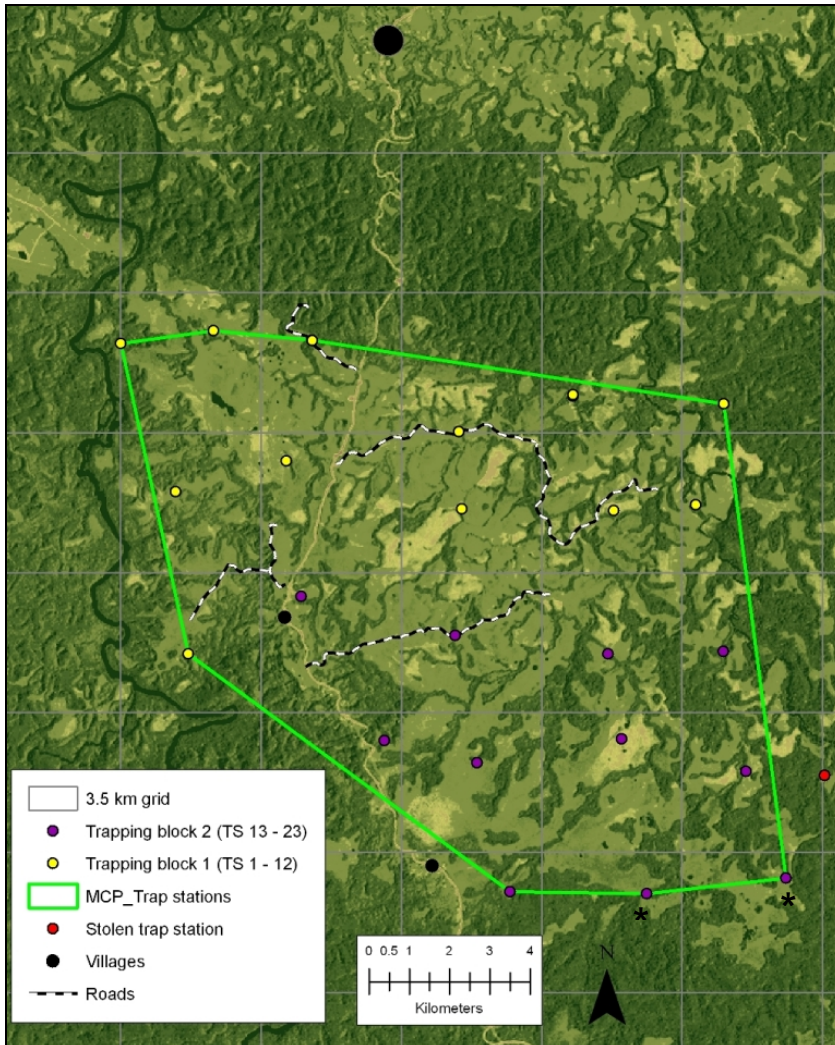 3.5 km grid
Trapping block 2 (TS 13 - 23)
Trapping block 1 (TS 1 - 12)
MCP_Trap stations
Stolen trap station
Villages
Roads
0 0.5 1 2 3 4
Kilometers
N
*
*